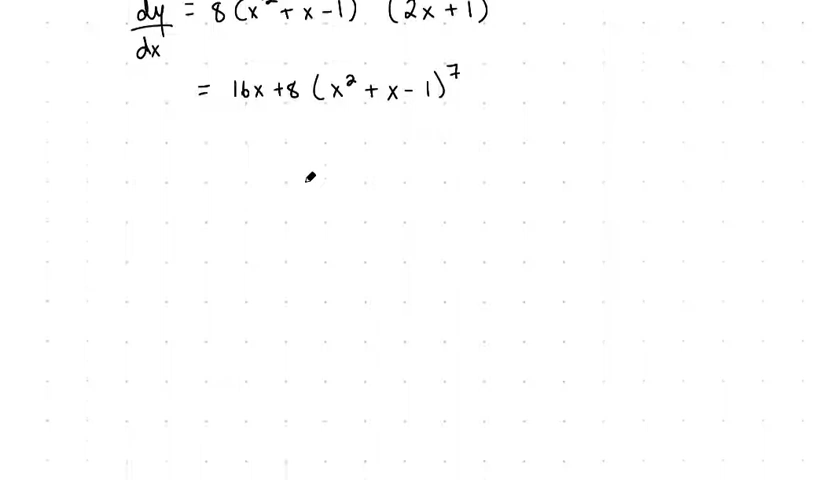 dy/dx = 8 (x² + x - 1) (2x + 1)
= 16x + 8 (x² + x - 1)⁷